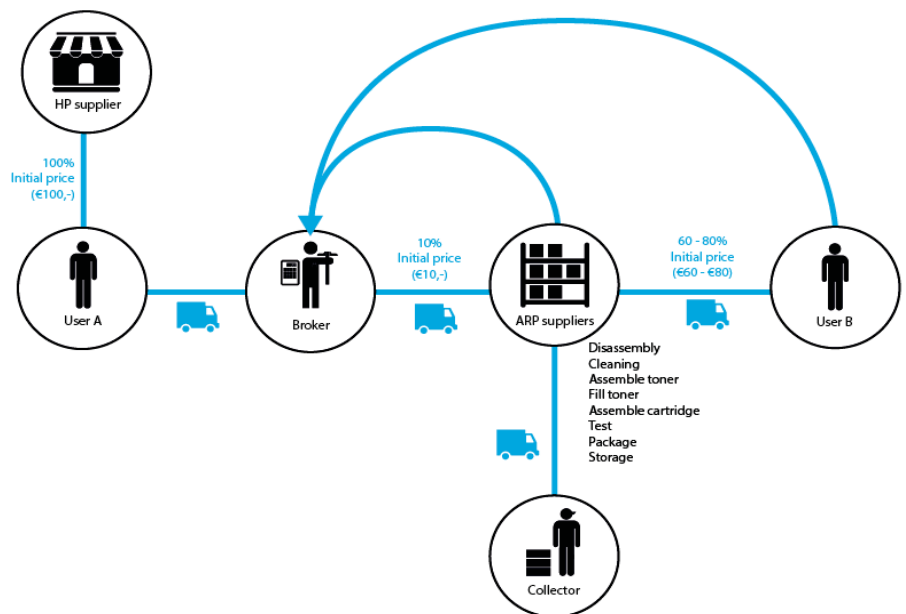 HP supplier
100%
Initial price
(€100,-)
User A
Broker
10%
Initial price
(€10,-)
ARP suppliers
60 - 80%
Initial price
(€60 - €80)
User B
Disassembly
Cleaning
Assemble toner
Fill toner
Assemble cartridge
Test
Package
Storage
Collector